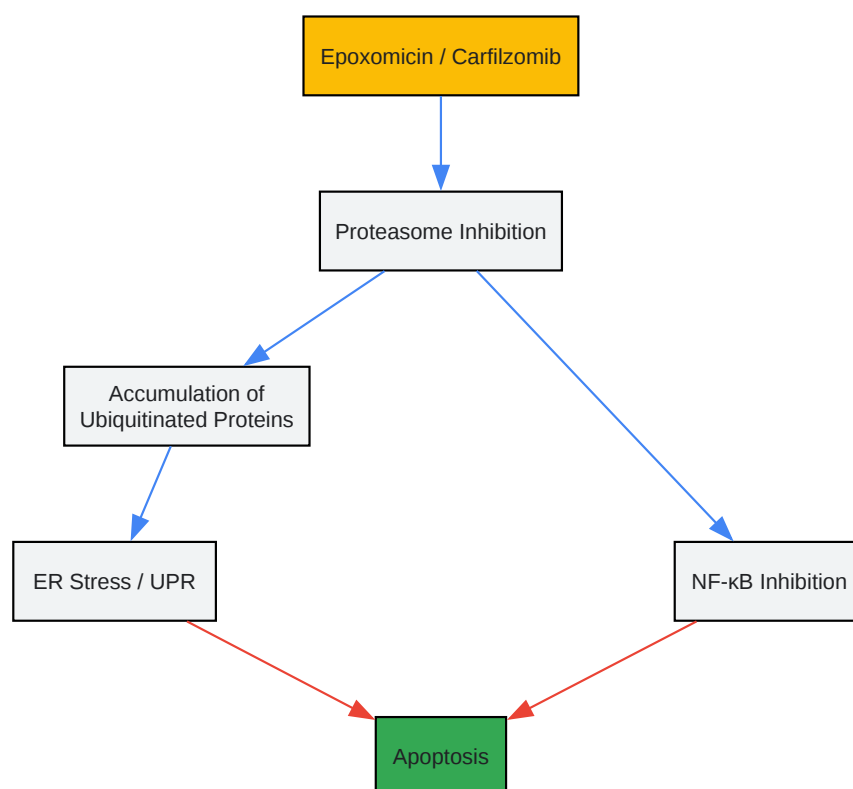 Epoxomicin / Carfilzomib
Proteasome Inhibition
Accumulation of
Ubiquitinated Proteins
ER Stress / UPR
NF-κB Inhibition
Apoptosis